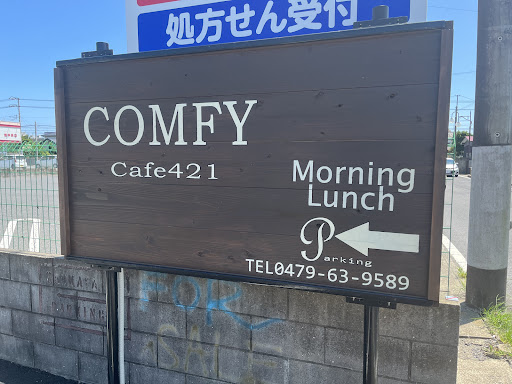 処方せん受付
COMFY
Cafe421
Morning
Lunch
Parking
TEL0479-63-9589